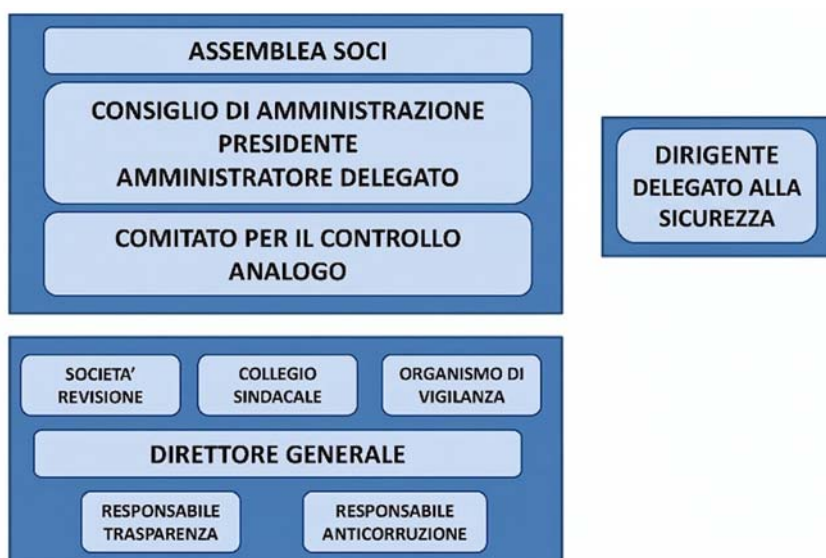 ASSEMBLEA SOCI
CONSIGLIO DI AMMINISTRAZIONE
PRESIDENTE
AMMINISTRATORE DELEGATO
COMITATO PER IL CONTROLLO
ANALOGO
DIRIGENTE
DELEGATO ALLA
SICUREZZA
SOCIETA’
REVISIONE
COLLEGIO
SINDACALE
ORGANISMO DI
VIGILANZA
DIRETTORE GENERALE
RESPONSABILE
TRASPARENZA
RESPONSABILE
ANTICORRUZIONE